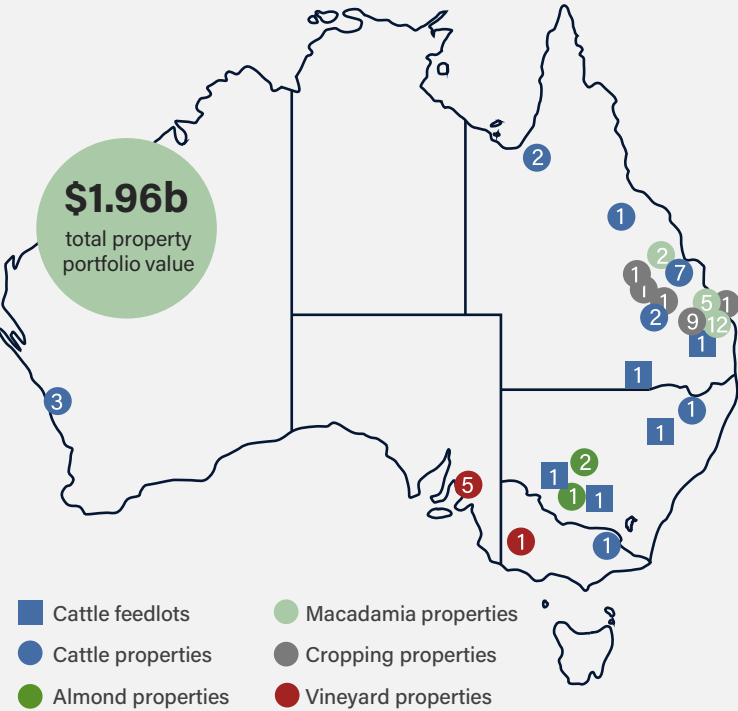 $1.96b
total property
portfolio value
2
1
2
7
1
1
1
5
1
2
9
12
1
1
3
1
1
2
1
1
1
5
1
1
Cattle feedlots
Cattle properties
Almond properties
Macadamia properties
Cropping properties
Vineyard properties